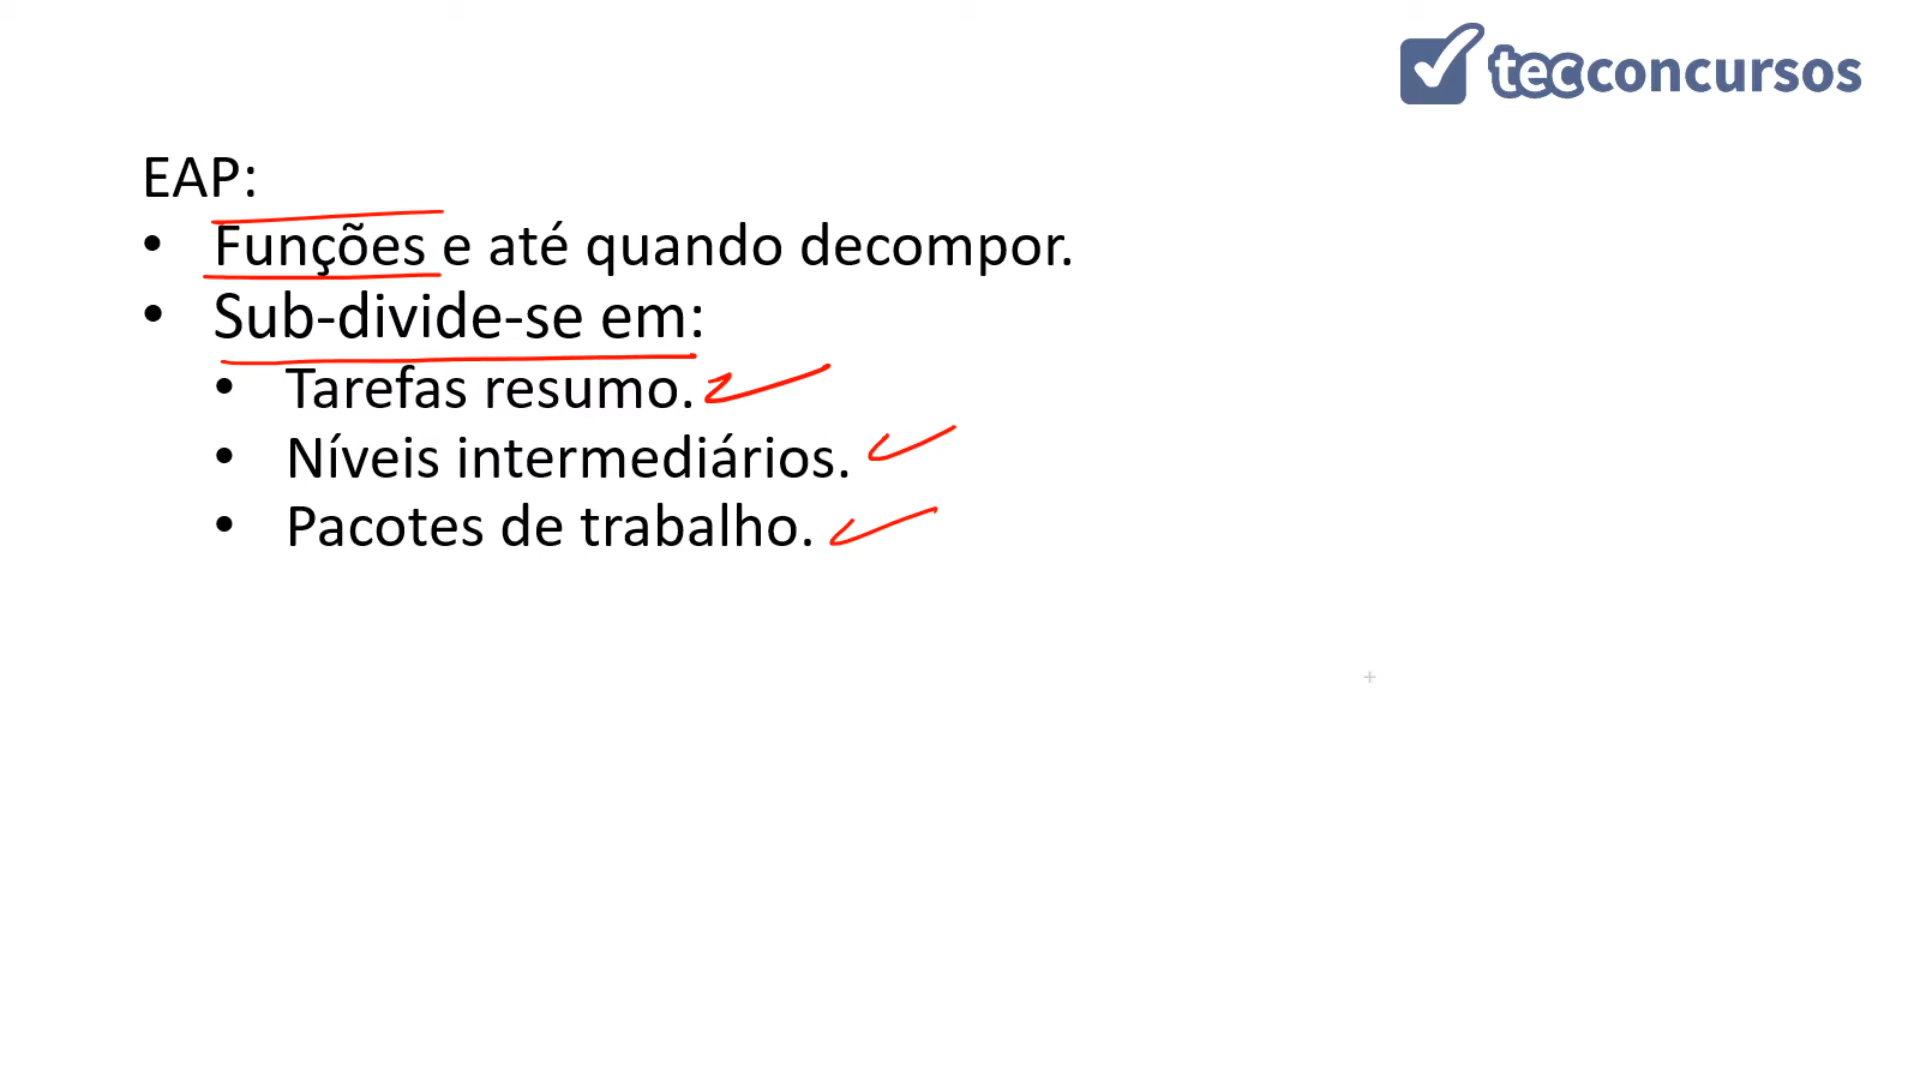 tecconcursos
EAP:
• Funções e até quando decompor.
• Sub-divide-se em:
• Tarefas resumo.
• Níveis intermediários.
• Pacotes de trabalho.